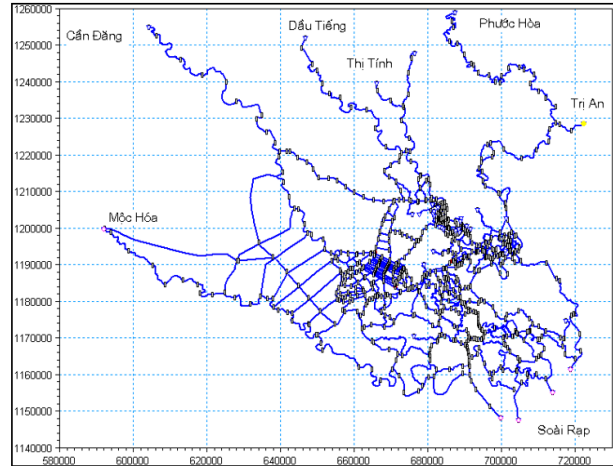 1260000
1250000
1240000
1230000
1220000
1210000
1200000
1190000
1180000
1170000
1160000
1150000
1140000
Cần Đăng
Dầu Tiếng
Phước Hòa
Thị Tính
Trị An
Mộc Hóa
Soài Rạp
580000 600000 620000 640000 660000 680000 700000 720000